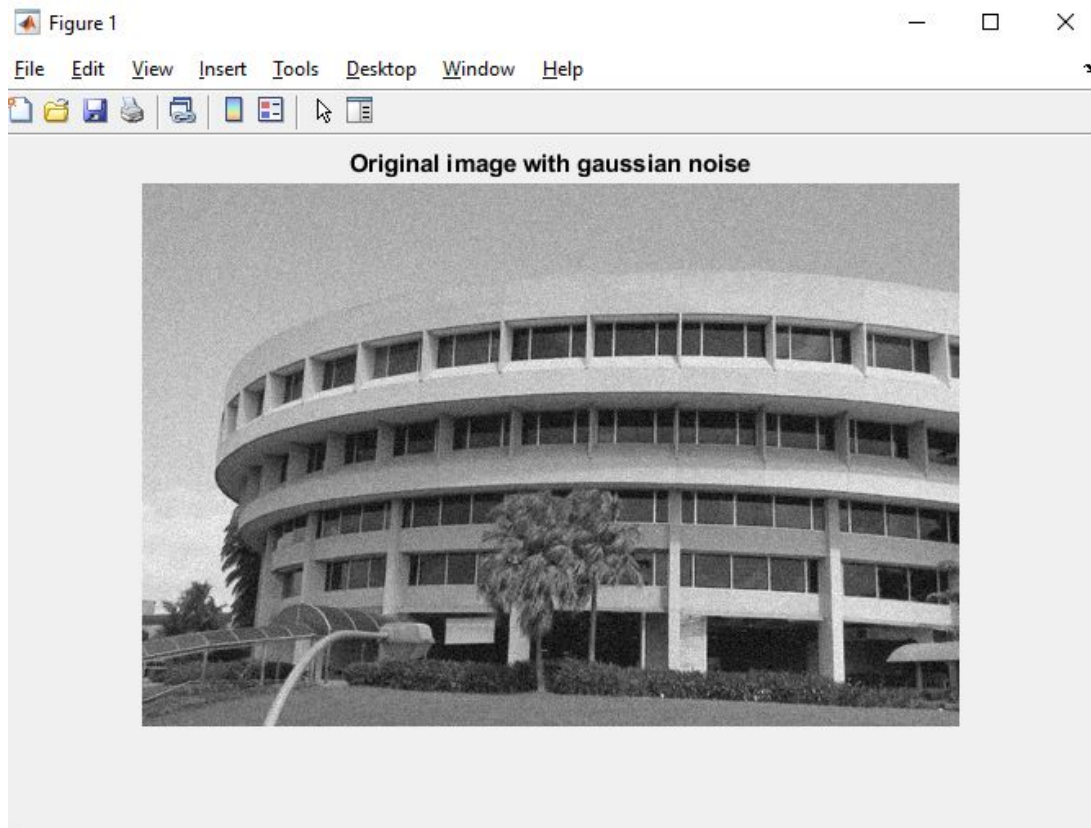 Figure 1
File Edit View Insert Tools Desktop Window Help
Original image with gaussian noise